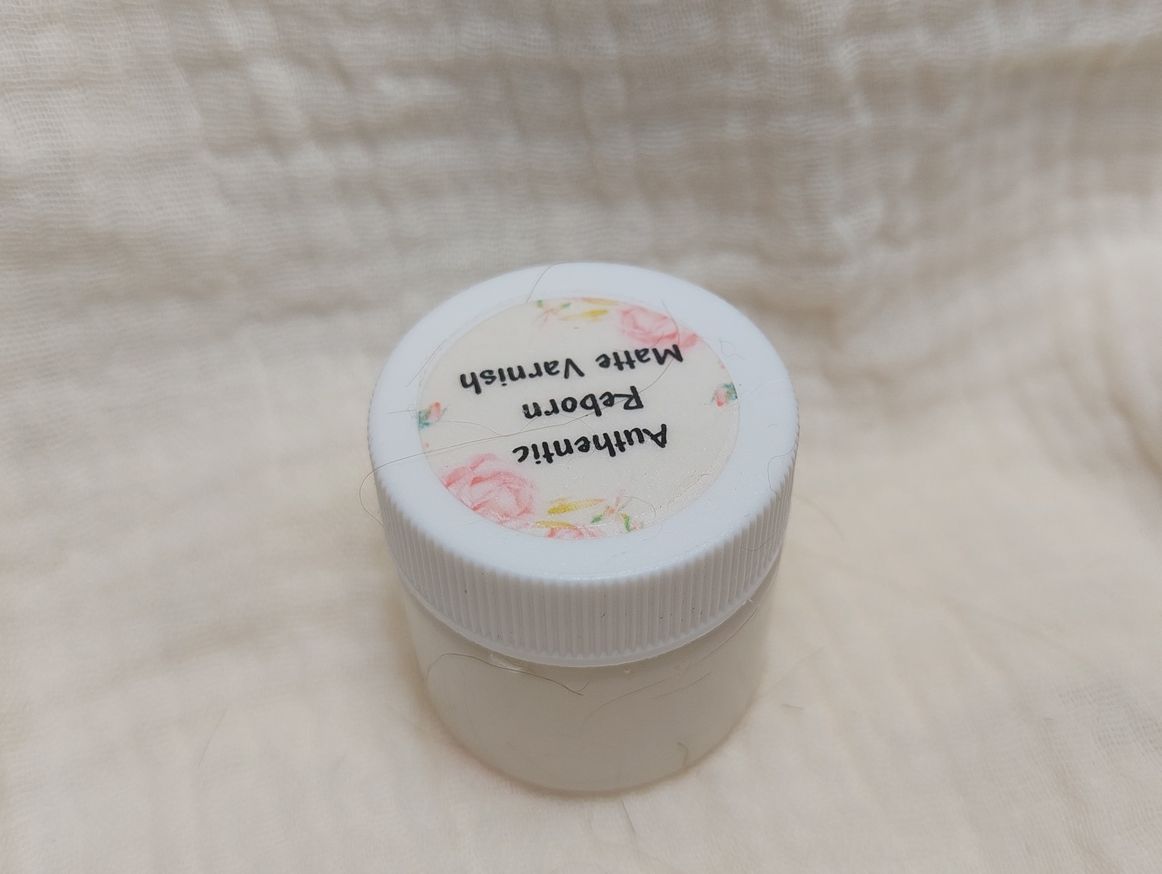 Authentic
Reborn
Matte Varnish